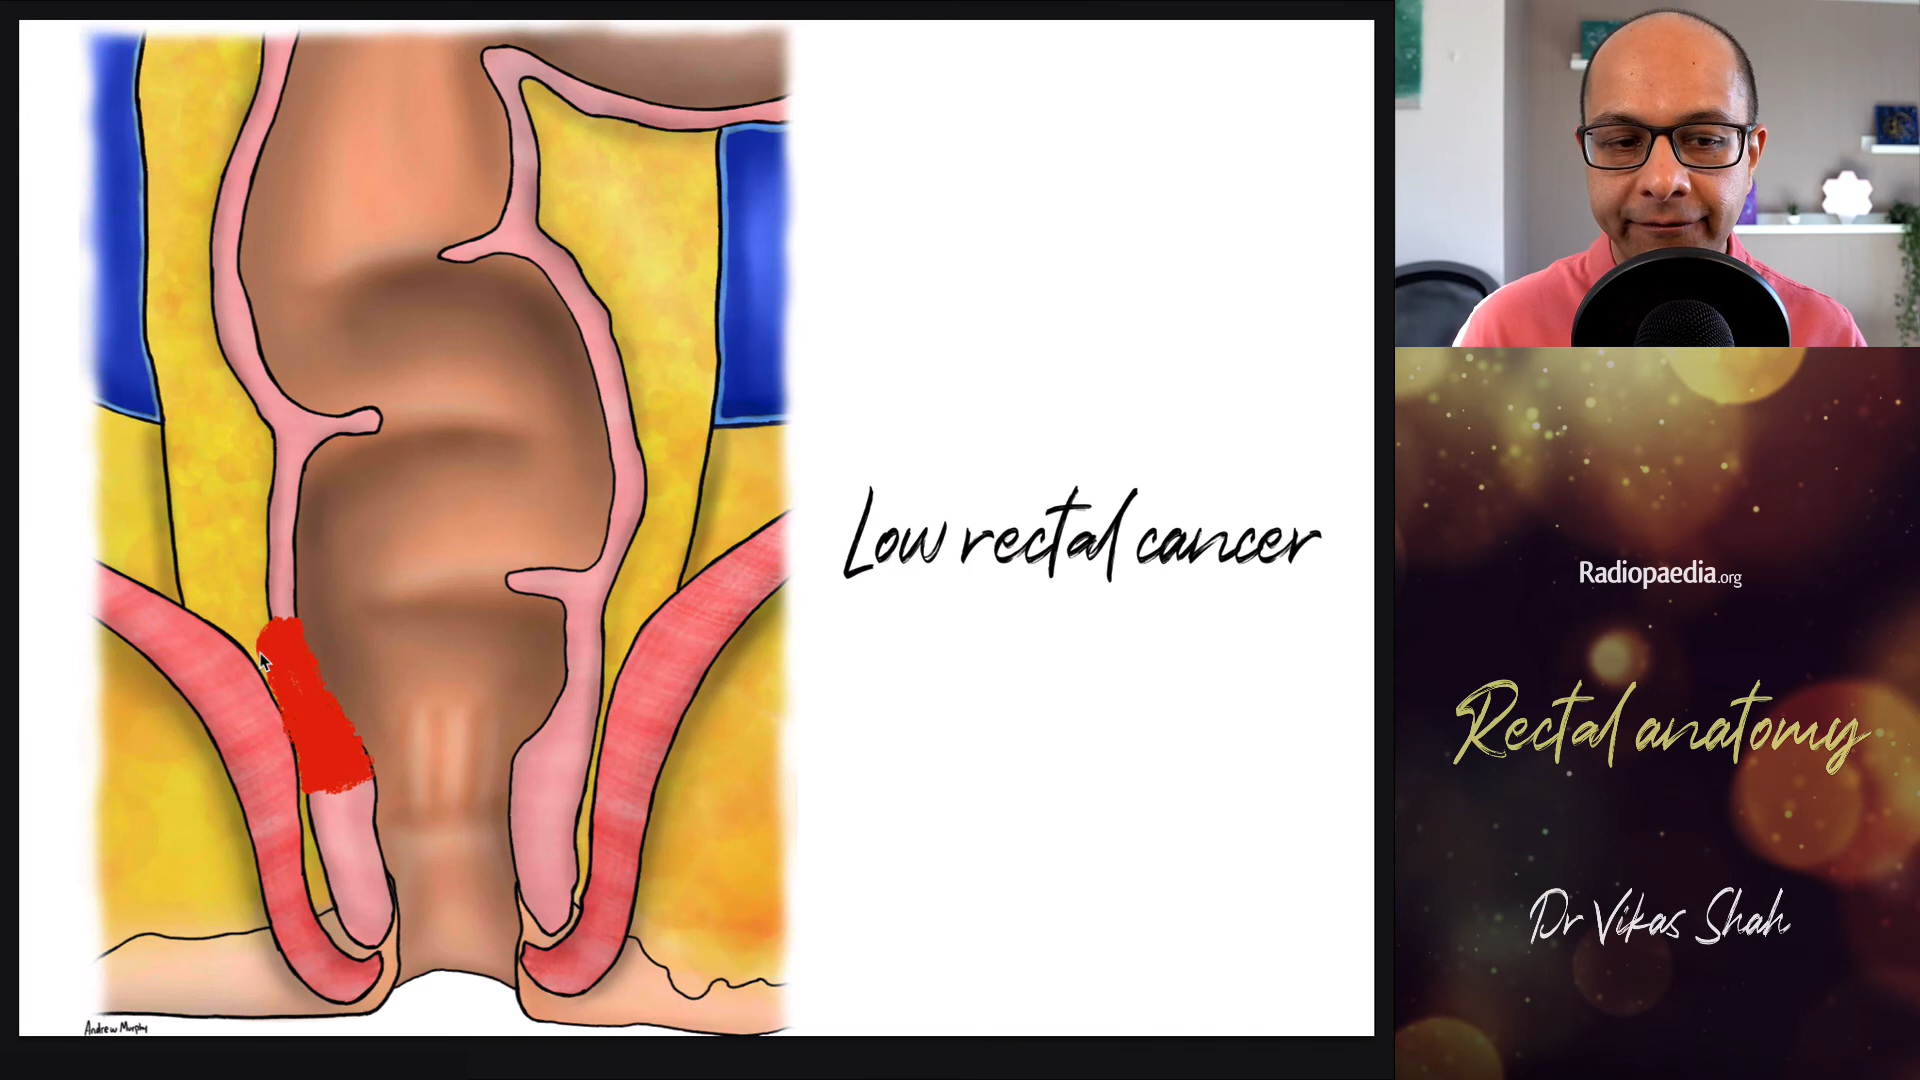 Low rectal cancer
Andrew Murphy
Radiopaedia.org
Rectal anatomy
Dr Vikas Shah